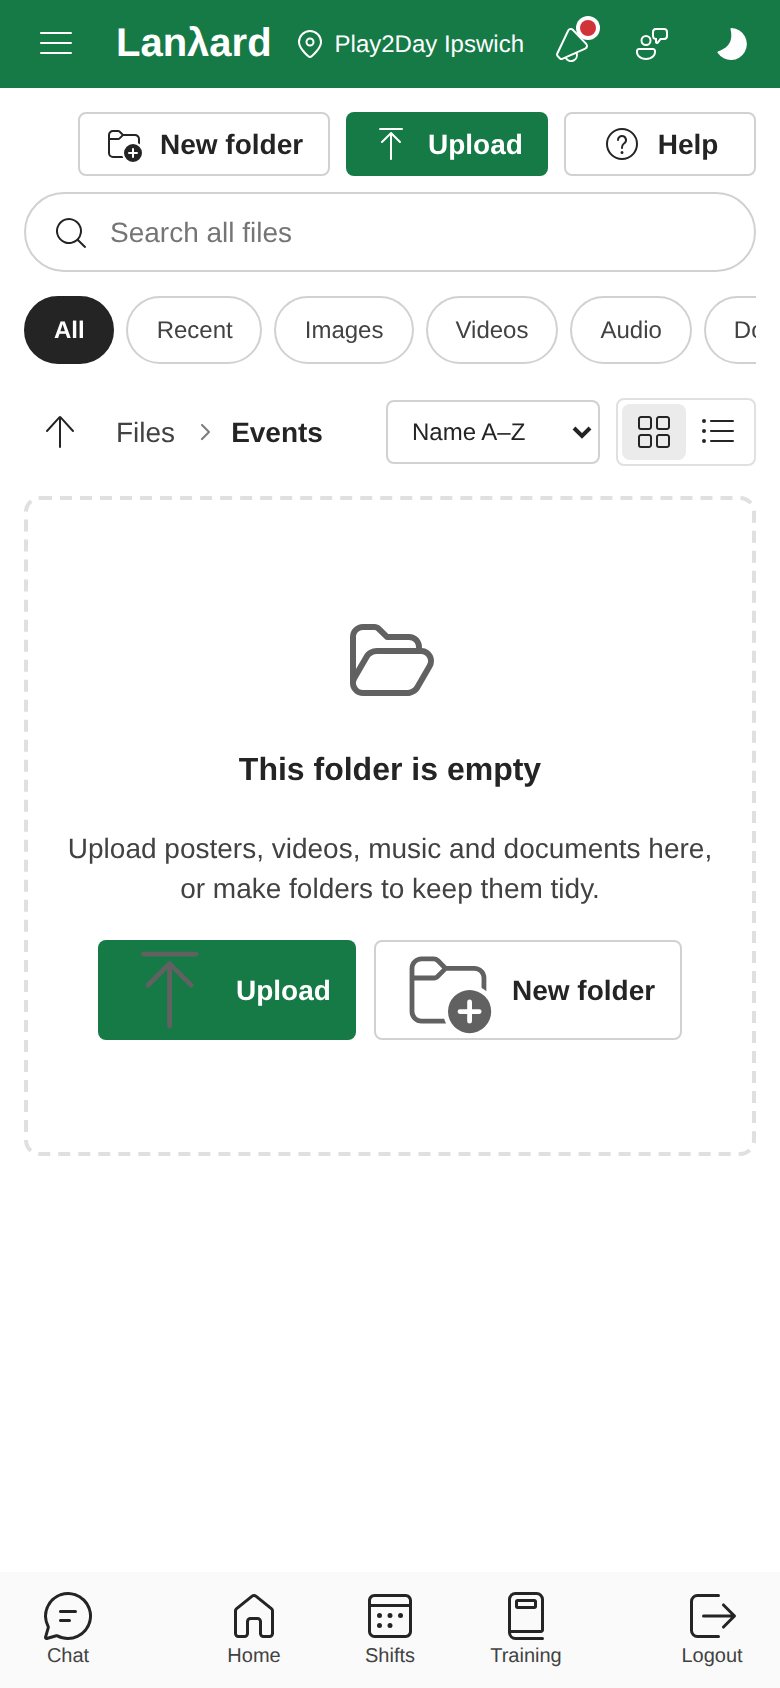 Lanλard
Play2Day Ipswich
New folder
Upload
Help
Search all files
All
Recent
Images
Videos
Audio
Files
Events
Name A–Z
This folder is empty
Upload posters, videos, music and documents here,
or make folders to keep them tidy.
Upload
New folder
Chat
Home
Shifts
Training
Logout